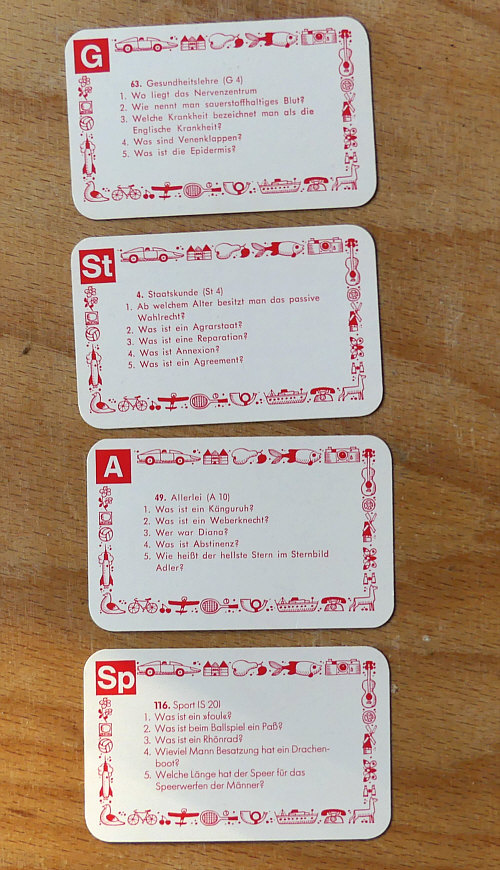 G
63. Gesundheitslehre (G 4)
1. Wo liegt das Nervenzentrum
2. Wie nennt man sauerstoffhaltiges Blut?
3. Welche Krankheit bezeichnet man als die
Englische Krankheit?
4. Was sind Venenklappen?
5. Was ist die Epidermis?
St
4. Staatskunde (St 4)
1. Ab welchem Alter besitzt man das passive
Wahlrecht?
2. Was ist ein Agrarstaat?
3. Was ist eine Reparation?
4. Was ist Annexion?
5. Was ist ein Agreement?
A
49. Allerlei (A 10)
1. Was ist ein Känguruh?
2. Was ist ein Weberknecht?
3. Wer war Diana?
4. Was ist Abstinenz?
5. Wie heißt der hellste Stern im Sternbild
Adler?
Sp
116. Sport (S 20)
1. Was ist ein »foul«?
2. Was ist beim Ballspiel ein Paß?
3. Was ist ein Rhönrad?
4. Wieviel Mann Besatzung hat ein Drachen-
boot?
5. Welche Länge hat der Speer für das
Speerwerfen der Männer?